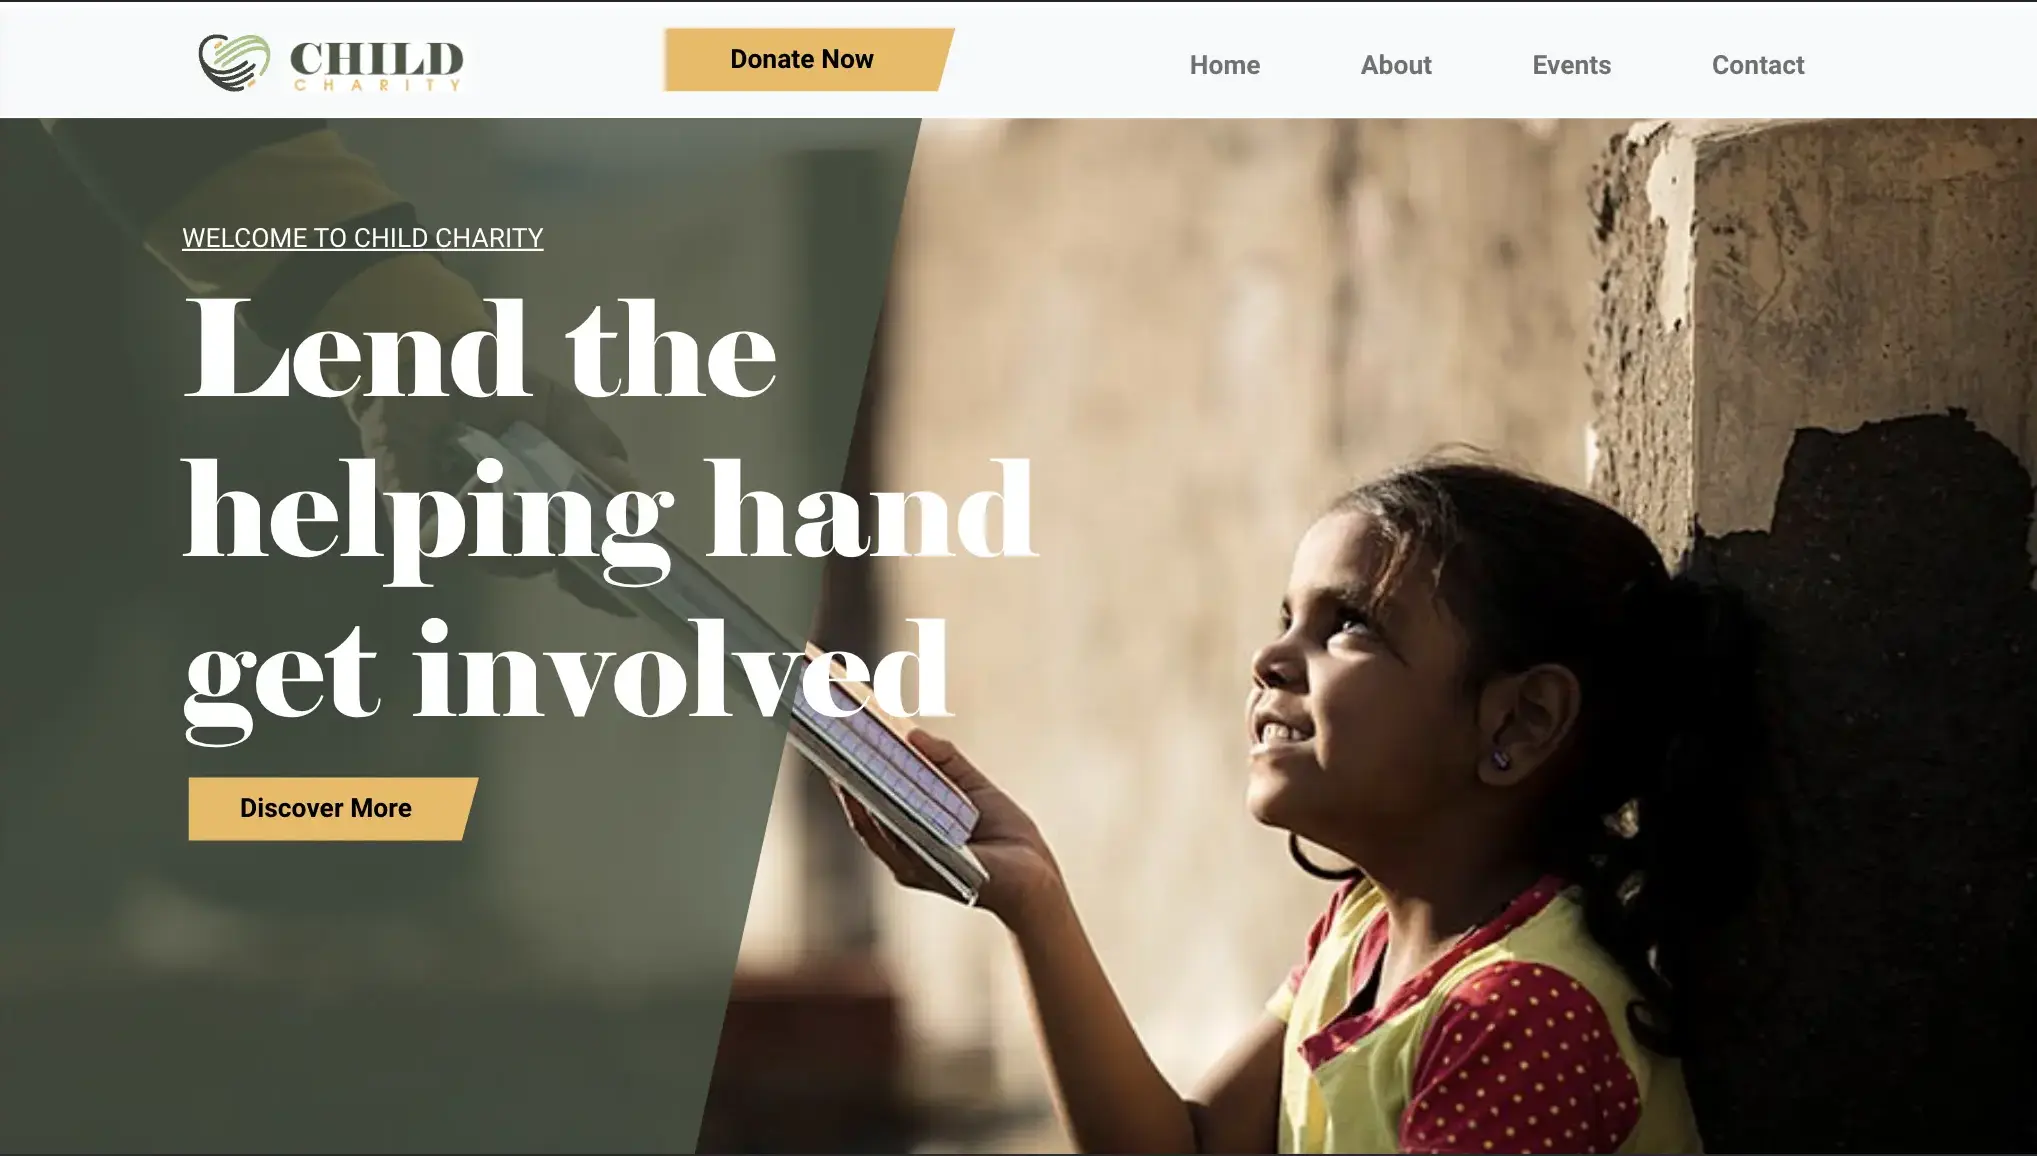 CHILD
CHARITY
Donate Now
Home
About
Events
Contact
WELCOME TO CHILD CHARITY
Lend the
helping hand
get involved
Discover More